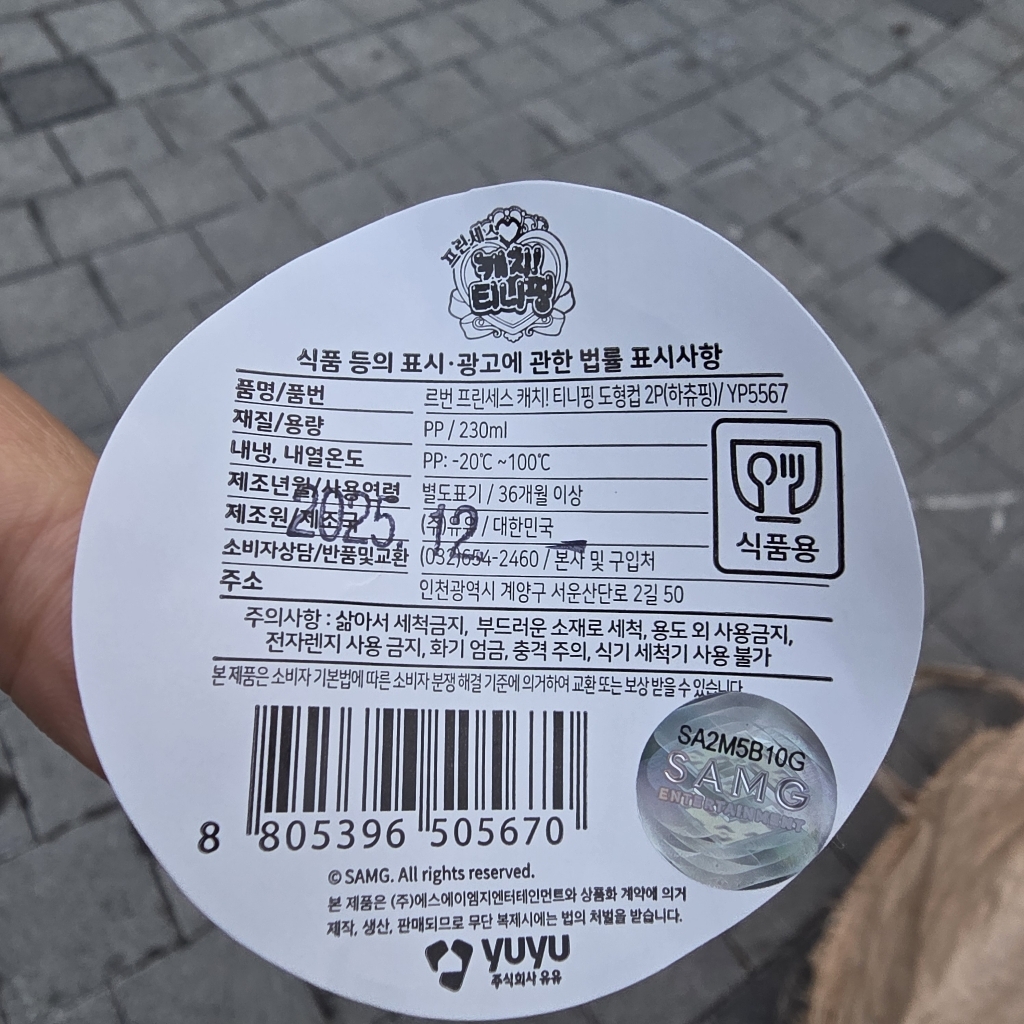 프린세스
캐치!
티니핑
식품 등의 표시·광고에 관한 법률 표시사항
품명/품번 르번 프린세스 캐치! 티니핑 도형컵 2P(하츄핑)/ YP5567
재질/용량 PP / 230ml
내냉, 내열온도 PP: -20℃ ~100℃
제조년월/사용연령 별도표기 / 36개월 이상
제조원/제조국 (주)유유 / 대한민국
2025. 12
소비자상담/반품및교환 (032)654-2460 / 본사 및 구입처
주소 인천광역시 계양구 서운산단로 2길 50
식품용
주의사항 : 삶아서 세척금지, 부드러운 소재로 세척, 용도 외 사용금지,
전자렌지 사용 금지, 화기 엄금, 충격 주의, 식기 세척기 사용 불가
본 제품은 소비자 기본법에 따른 소비자 분쟁 해결 기준에 의거하여 교환 또는 보상 받을 수 있습니다.
SA2M5B10G
SAMG
ENTERTAINMENT
8 805396 505670
© SAMG. All rights reserved.
본 제품은 (주)에스에이엠지엔터테인먼트와 상품화 계약에 의거
제작, 생산, 판매되므로 무단 복제시에는 법의 처벌을 받습니다.
YUYU
주식회사 유유